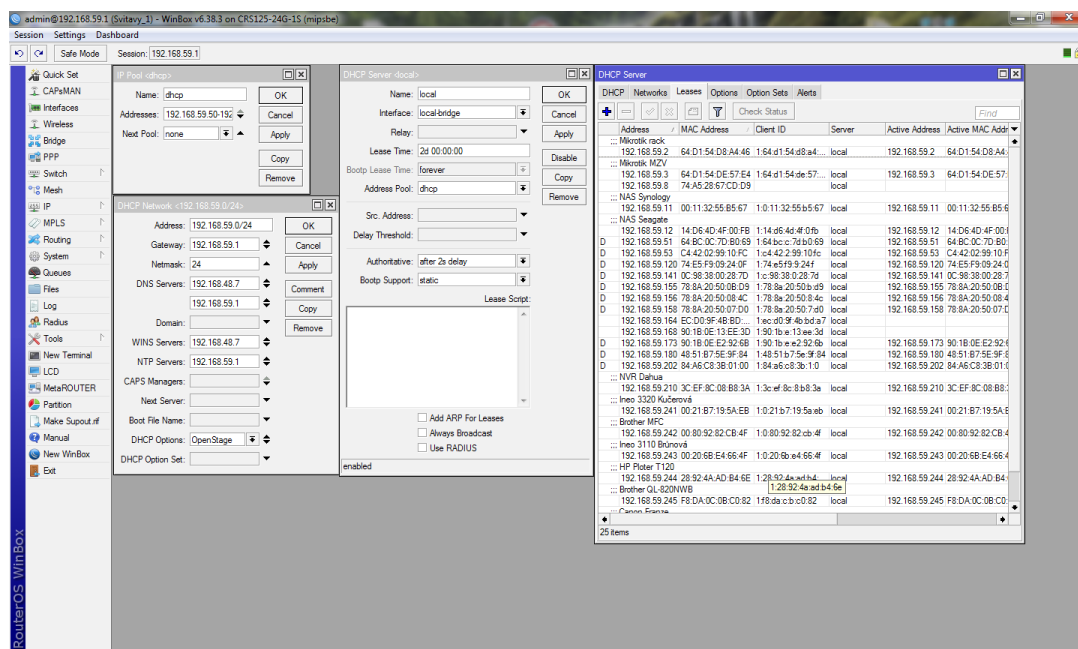 admin@192.168.59.1 (Svitavy_1) - WinBox v6.38.3 on CRS125-24G-1S (mipsbe)
Session Settings Dashboard
Safe Mode Session: 192.168.59.1
Quick Set
CAPsMAN
Interfaces
Wireless
Bridge
PPP
Switch
Mesh
IP
MPLS
Routing
System
Queues
Files
Log
Radius
Tools
New Terminal
LCD
MetaROUTER
Partition
Make Supout.rif
Manual
New WinBox
Exit
RouterOS WinBox
IP Pool <dhcp>
Name: dhcp OK
Addresses: 192.168.59.50-192 Cancel
Next Pool: none Apply
Copy
Remove
DHCP Network <192.168.59.0/24>
Address: 192.168.59.0/24 OK
Gateway: 192.168.59.1 Cancel
Netmask: 24 Apply
DNS Servers: 192.168.48.7 Comment
192.168.59.1 Copy
Domain: Remove
WINS Servers: 192.168.48.7
NTP Servers: 192.168.59.1
CAPS Managers:
Next Server:
Boot File Name:
DHCP Options: OpenStage
DHCP Option Set:
DHCP Server <local>
Name: local OK
Interface: local-bridge Cancel
Relay: Apply
Lease Time: 2d 00:00:00 Disable
Bootp Lease Time: forever Copy
Address Pool: dhcp Remove
Src. Address:
Delay Threshold:
Authoritative: after 2s delay
Bootp Support: static
Lease Script:
Add ARP For Leases
Always Broadcast
Use RADIUS
enabled
DHCP Server
DHCP Networks Leases Options Option Sets Alerts
Check Status Find
Address MAC Address Client ID Server Active Address Active MAC Addr
;;; Mikrotik rack
192.168.59.2 64:D1:54:D8:A4:46 1:64:d1:54:d8:a4:... local 192.168.59.2 64:D1:54:D8:A4:
;;; Mikrotik MZV
192.168.59.3 64:D1:54:DE:57:E4 1:64:d1:54:de:57:... local 192.168.59.3 64:D1:54:DE:57:
192.168.59.8 74:A5:28:67:CD:D9 local
;;; NAS Synology
192.168.59.11 00:11:32:55:B5:67 1:0:11:32:55:b5:67 local 192.168.59.11 00:11:32:55:B5:6
;;; NAS Seagate
192.168.59.12 14:D6:4D:4F:00:FB 1:14:d6:4d:4f:0:fb local 192.168.59.12 14:D6:4D:4F:00:
D 192.168.59.51 64:BC:0C:7D:B0:69 1:64:bc:c:7d:b0:69 local 192.168.59.51 64:BC:0C:7D:B0:
D 192.168.59.53 C4:42:02:99:10:FC 1:c4:42:2:99:10:fc local 192.168.59.53 C4:42:02:99:10:F
D 192.168.59.120 74:E5:F9:09:24:0F 1:74:e5:f9:9:24:f local 192.168.59.120 74:E5:F9:09:24:0
D 192.168.59.141 0C:98:38:00:28:7D 1:c:98:38:0:28:7d local 192.168.59.141 0C:98:38:00:28:7
D 192.168.59.155 78:8A:20:50:0B:D9 1:78:8a:20:50:b:d9 local 192.168.59.155 78:8A:20:50:0B:
D 192.168.59.156 78:8A:20:50:08:4C 1:78:8a:20:50:8:4c local 192.168.59.156 78:8A:20:50:08:4
D 192.168.59.158 78:8A:20:50:07:D0 1:78:8a:20:50:7:d0 local 192.168.59.158 78:8A:20:50:07:
192.168.59.164 EC:D0:9F:4B:BD:... 1:ec:d0:9f:4b:bd:a7 local
192.168.59.168 90:1B:0E:13:EE:3D 1:90:1b:e:13:ee:3d local
D 192.168.59.173 90:1B:0E:E2:92:6B 1:90:1b:e:e2:92:6b local 192.168.59.173 90:1B:0E:E2:92:6
D 192.168.59.180 48:51:B7:5E:9F:84 1:48:51:b7:5e:9f:84 local 192.168.59.180 48:51:B7:5E:9F:8
D 192.168.59.202 84:A6:C8:3B:01:00 1:84:a6:c8:3b:1:0 local 192.168.59.202 84:A6:C8:3B:01:0
;;; NVR Dahua
192.168.59.210 3C:EF:8C:08:B8:3A 1:3c:ef:8c:8:b8:3a local 192.168.59.210 3C:EF:8C:08:B8:
;;; Ineo 3320 Kučerová
192.168.59.241 00:21:B7:19:5A:EB 1:0:21:b7:19:5a:eb local 192.168.59.241 00:21:B7:19:5A:E
;;; Brother MFC
192.168.59.242 00:80:92:82:CB:4F 1:0:80:92:82:cb:4f local 192.168.59.242 00:80:92:82:CB:4
;;; Ineo 3110 Brúnová
192.168.59.243 00:20:6B:E4:66:4F 1:0:20:6b:e4:66:4f local 192.168.59.243 00:20:6B:E4:66:4
;;; HP Ploter T120
192.168.59.244 28:92:4A:AD:B4:6E 1:28:92:4a:ad:b4: local 192.168.59.244 28:92:4A:AD:B4:
1:28:92:4a:ad:b4:6e
;;; Brother QL-820NWB
192.168.59.245 F8:DA:0C:0B:C0:82 1:f8:da:c:b:c0:82 local 192.168.59.245 F8:DA:0C:0B:C0:
;;; Canon Franze
25 items